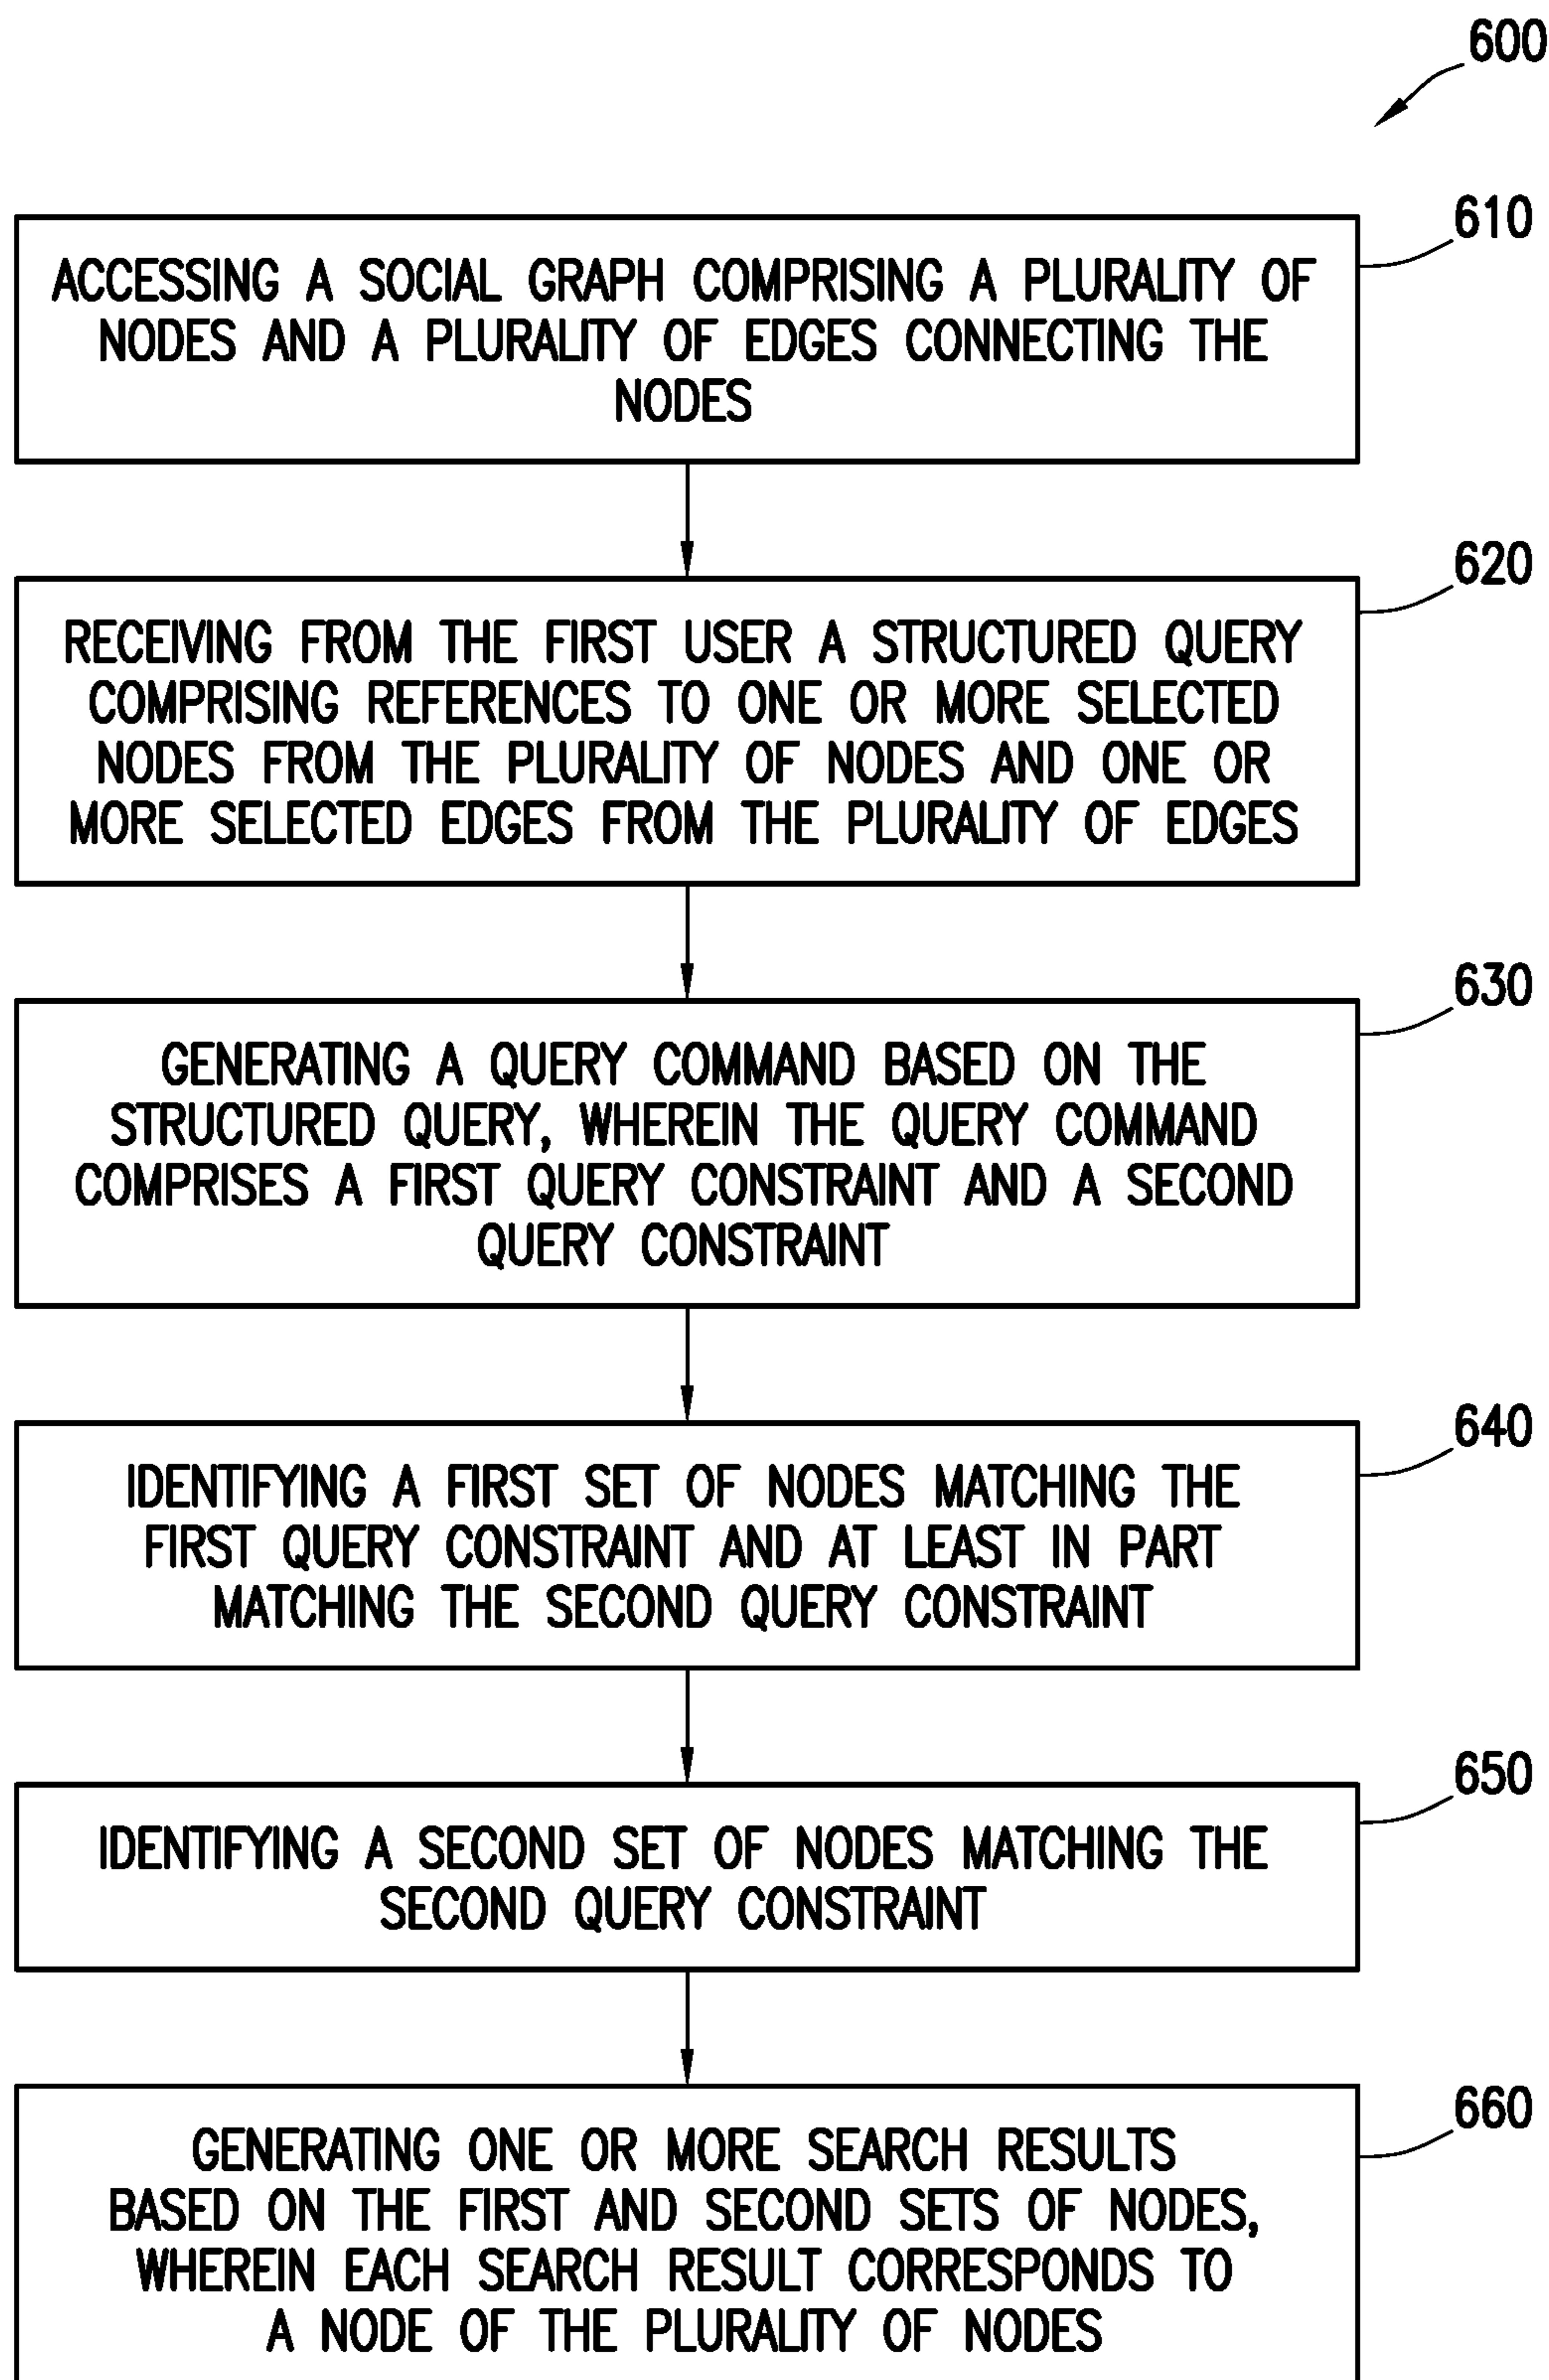 600
610
ACCESSING A SOCIAL GRAPH COMPRISING A PLURALITY OF
NODES AND A PLURALITY OF EDGES CONNECTING THE
NODES
620
RECEIVING FROM THE FIRST USER A STRUCTURED QUERY
COMPRISING REFERENCES TO ONE OR MORE SELECTED
NODES FROM THE PLURALITY OF NODES AND ONE OR
MORE SELECTED EDGES FROM THE PLURALITY OF EDGES
630
GENERATING A QUERY COMMAND BASED ON THE
STRUCTURED QUERY, WHEREIN THE QUERY COMMAND
COMPRISES A FIRST QUERY CONSTRAINT AND A SECOND
QUERY CONSTRAINT
640
IDENTIFYING A FIRST SET OF NODES MATCHING THE
FIRST QUERY CONSTRAINT AND AT LEAST IN PART
MATCHING THE SECOND QUERY CONSTRAINT
650
IDENTIFYING A SECOND SET OF NODES MATCHING THE
SECOND QUERY CONSTRAINT
660
GENERATING ONE OR MORE SEARCH RESULTS
BASED ON THE FIRST AND SECOND SETS OF NODES,
WHEREIN EACH SEARCH RESULT CORRESPONDS TO
A NODE OF THE PLURALITY OF NODES